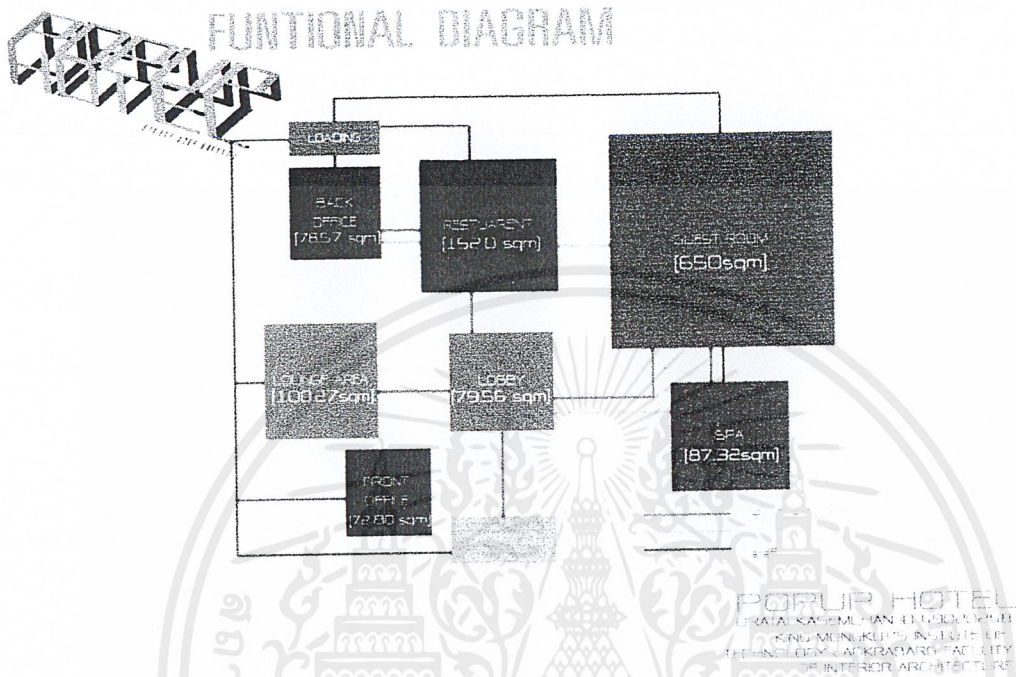 FUNTIONAL DIAGRAM
LOADING
BACK
OFFICE
[78.57 sqm]
RESTUARENT
[152.0 sqm]
GUEST ROOM
[650sqm]
LOUNGE AREA
[100.27sqm]
LOBBY
[79.56 sqm]
SPA
[87.32sqm]
FRONT
OFFICE
[72.80 sqm]
POPUP HOTEL
KING MONGKUT'S INSTITUTE OF
TECHNOLOGY LADKRABANG FACULITY
OF INTERIOR ARCHITECTURE